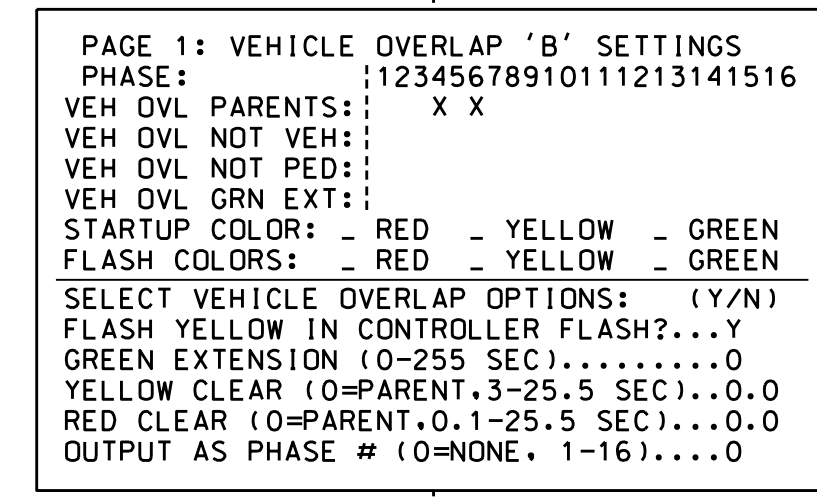 PAGE 1: VEHICLE OVERLAP 'B' SETTINGS
PHASE: ¦12345678910111213141516
VEH OVL PARENTS:¦ X X
VEH OVL NOT VEH:¦
VEH OVL NOT PED:¦
VEH OVL GRN EXT:¦
STARTUP COLOR: _ RED _ YELLOW _ GREEN
FLASH COLORS: _ RED _ YELLOW _ GREEN
SELECT VEHICLE OVERLAP OPTIONS: (Y/N)
FLASH YELLOW IN CONTROLLER FLASH?...Y
GREEN EXTENSION (0-255 SEC).........0
YELLOW CLEAR (0=PARENT,3-25.5 SEC)..0.0
RED CLEAR (0=PARENT,0.1-25.5 SEC)...0.0
OUTPUT AS PHASE # (0=NONE, 1-16)....0